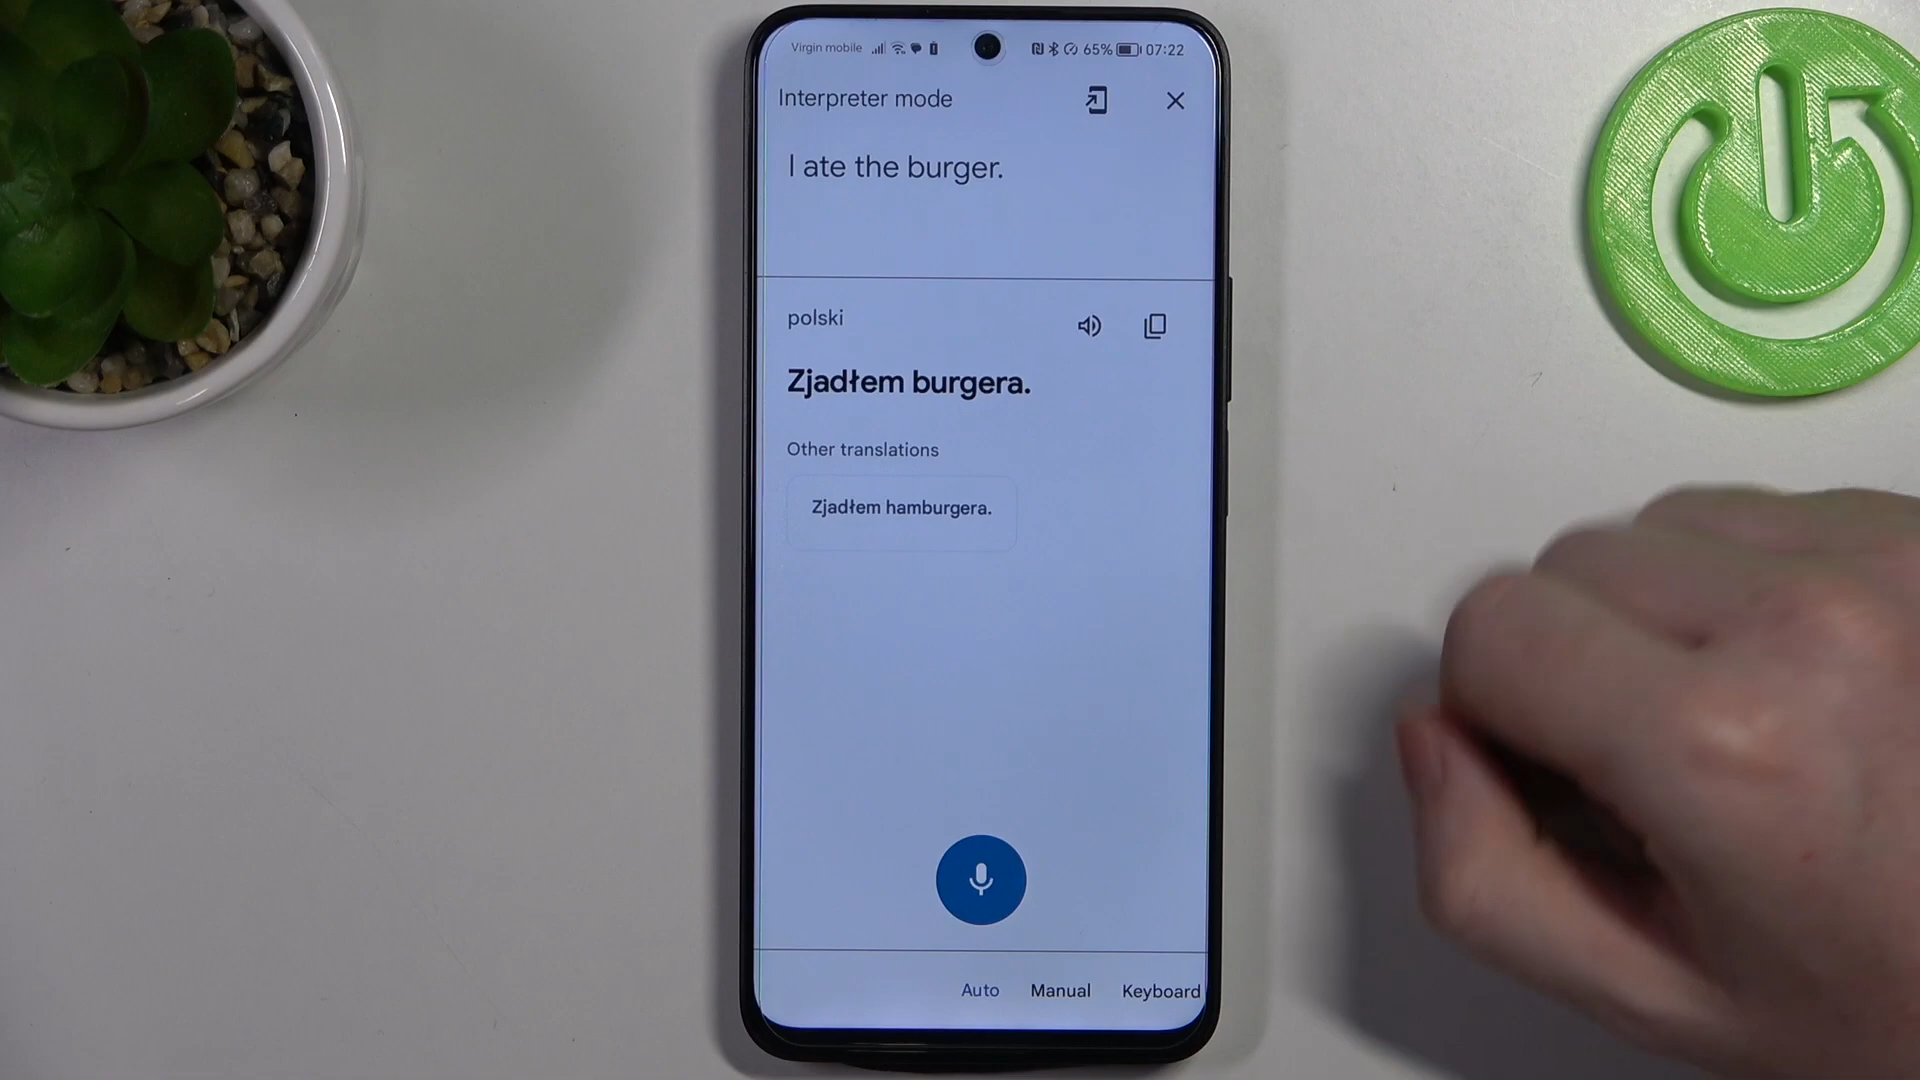 Virgin mobile 65% 07:22
Interpreter mode
I ate the burger.
polski
Zjadłem burgera.
Other translations
Zjadłem hamburgera.
Auto Manual Keyboard